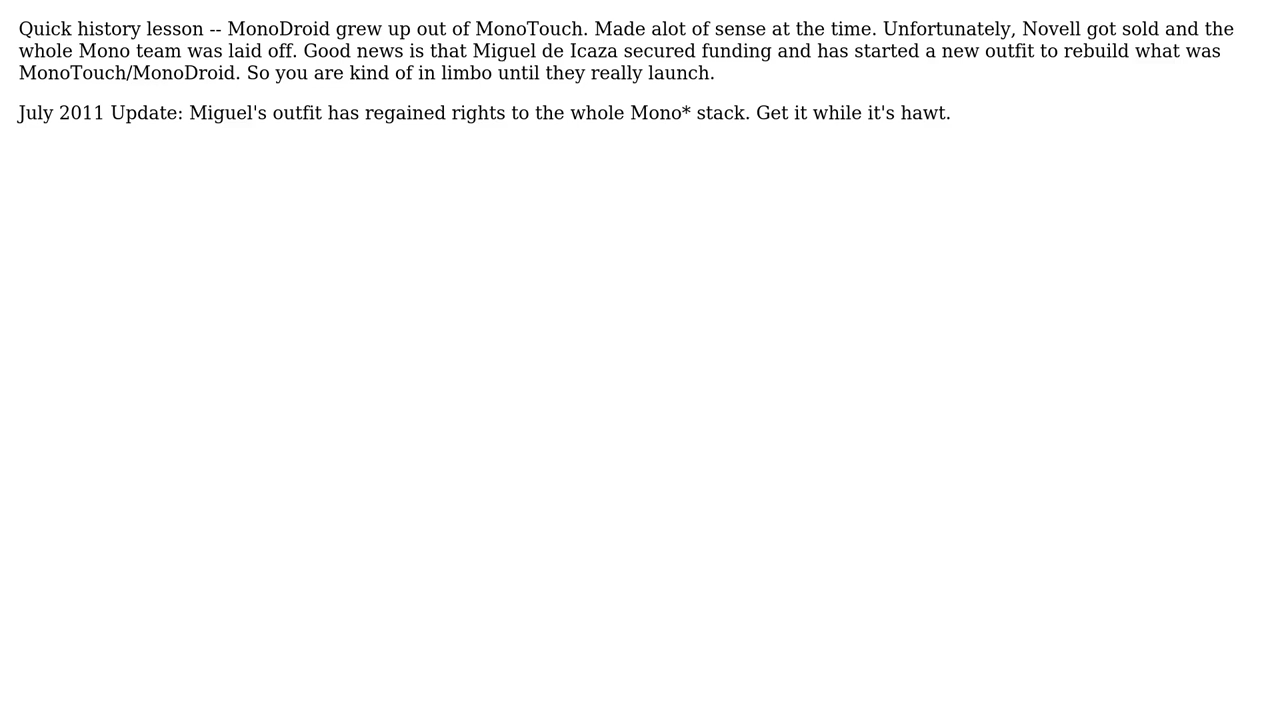 Quick history lesson -- MonoDroid grew up out of MonoTouch. Made alot of sense at the time. Unfortunately, Novell got sold and the
whole Mono team was laid off. Good news is that Miguel de Icaza secured funding and has started a new outfit to rebuild what was
MonoTouch/MonoDroid. So you are kind of in limbo until they really launch.
July 2011 Update: Miguel's outfit has regained rights to the whole Mono* stack. Get it while it's hawt.